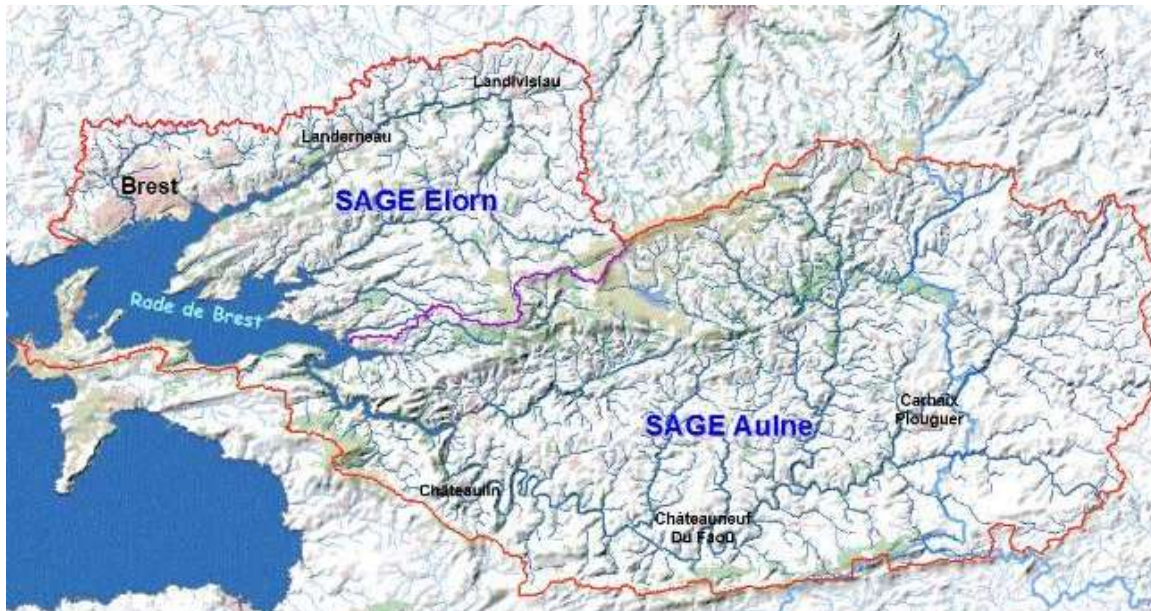 Landivisiau
Landerneau
Brest
SAGE Elorn
Rade de Brest
Carhaix
Plouguer
SAGE Aulne
Châteaulin
Châteauneuf
Du Faou